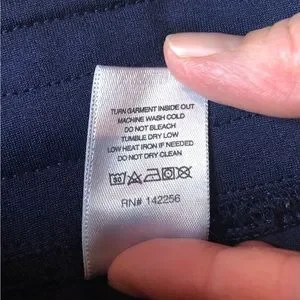 TURN GARMENT INSIDE OUT
MACHINE WASH COLD
DO NOT BLEACH
TUMBLE DRY LOW
LOW HEAT IRON IF NEEDED
DO NOT DRY CLEAN
30
RN# 142256